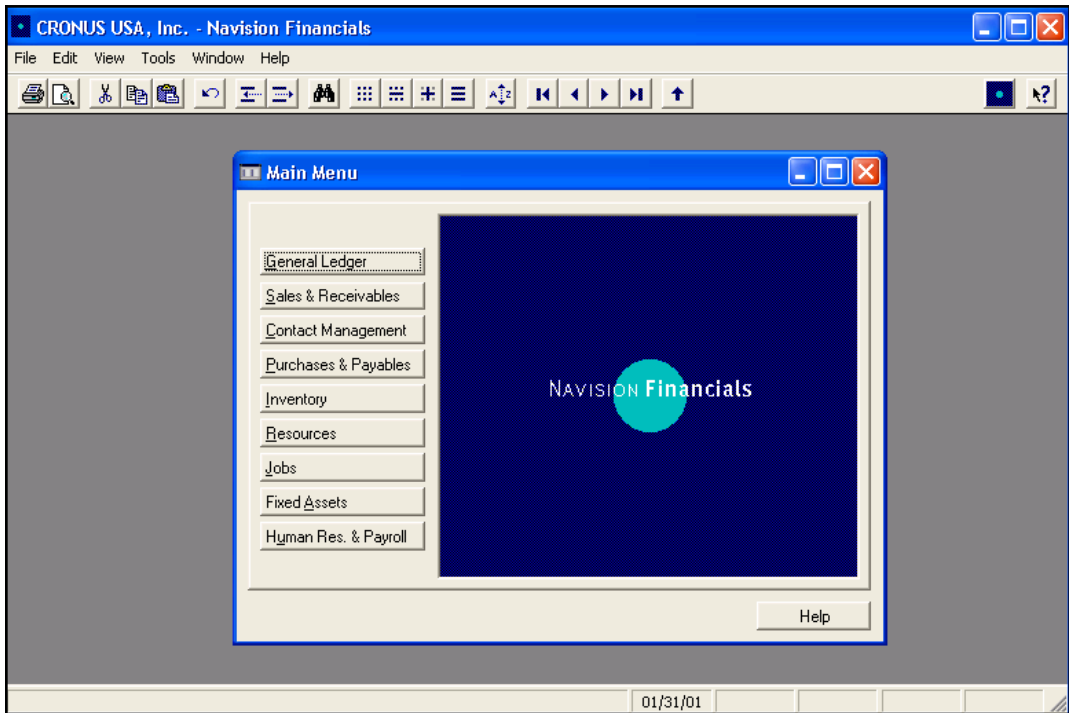 CRONUS USA, Inc. - Navision Financials
File Edit View Tools Window Help
A Z
?
Main Menu
General Ledger
Sales & Receivables
Contact Management
Purchases & Payables
Inventory
Resources
Jobs
Fixed Assets
Human Res. & Payroll
NAVISION Financials
Help
01/31/01